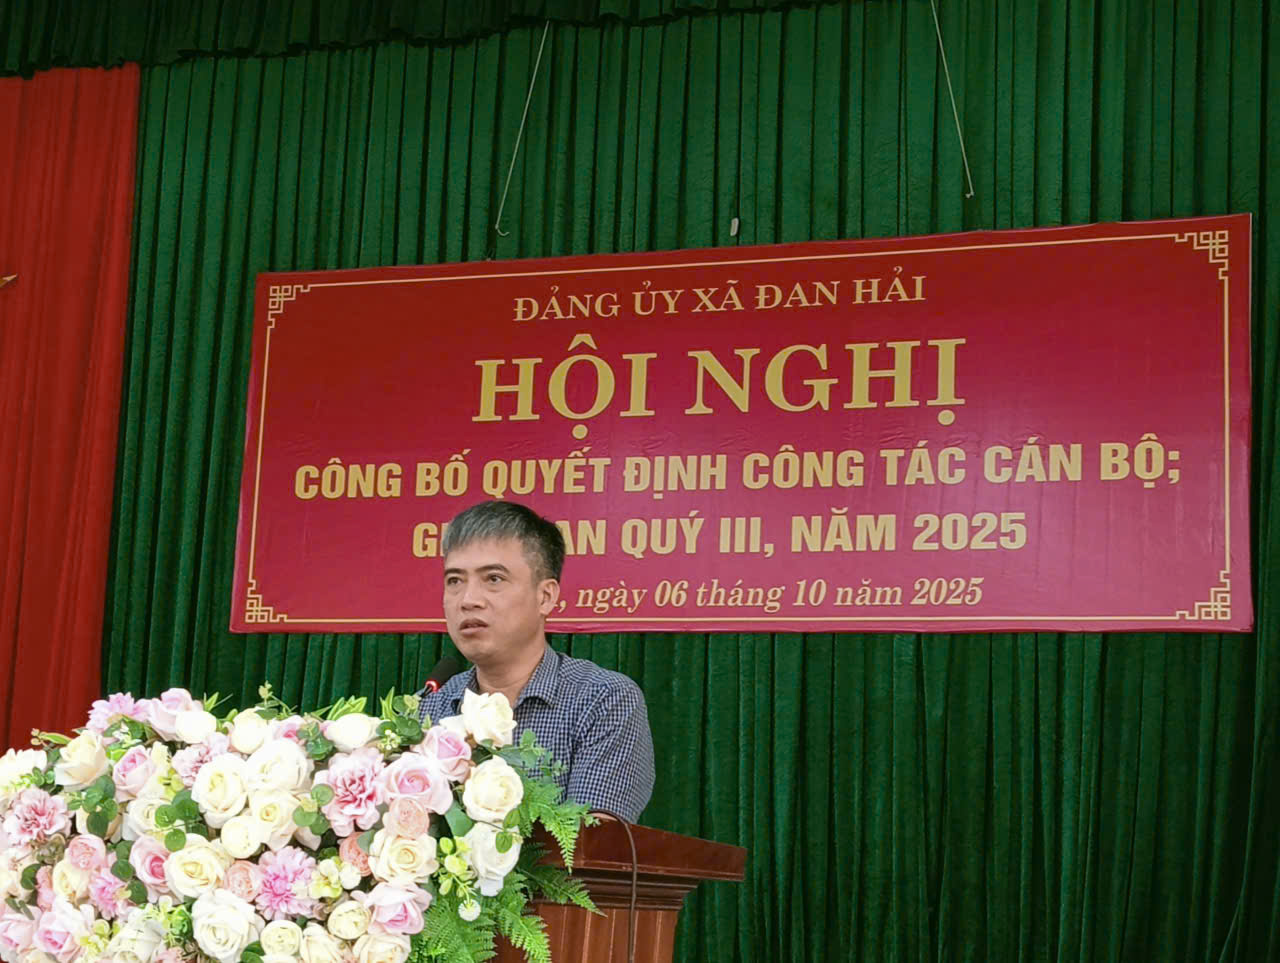 ĐẢNG ỦY XÃ ĐAN HẢI
HỘI NGHỊ
CÔNG BỐ QUYẾT ĐỊNH CÔNG TÁC CÁN BỘ;
QUÝ III, NĂM 2025
, ngày 06 tháng 10 năm 2025